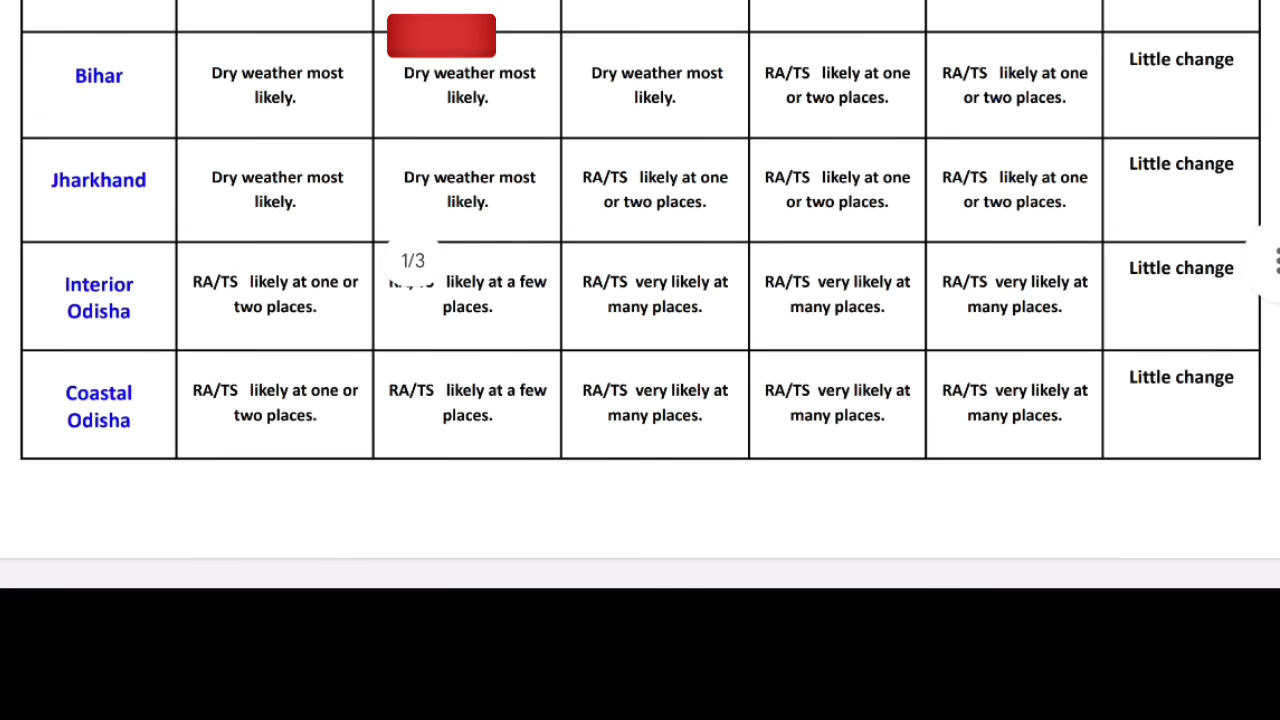 Bihar
Dry weather most
likely.
Dry weather most
likely.
Dry weather most
likely.
RA/TS likely at one
or two places.
RA/TS likely at one
or two places.
Little change
Jharkhand
Dry weather most
likely.
Dry weather most
likely.
RA/TS likely at one
or two places.
RA/TS likely at one
or two places.
RA/TS likely at one
or two places.
Little change
Interior
Odisha
RA/TS likely at one or
two places.
1/3
likely at a few
places.
RA/TS very likely at
many places.
RA/TS very likely at
many places.
RA/TS very likely at
many places.
Little change
Coastal
Odisha
RA/TS likely at one or
two places.
RA/TS likely at a few
places.
RA/TS very likely at
many places.
RA/TS very likely at
many places.
RA/TS very likely at
many places.
Little change